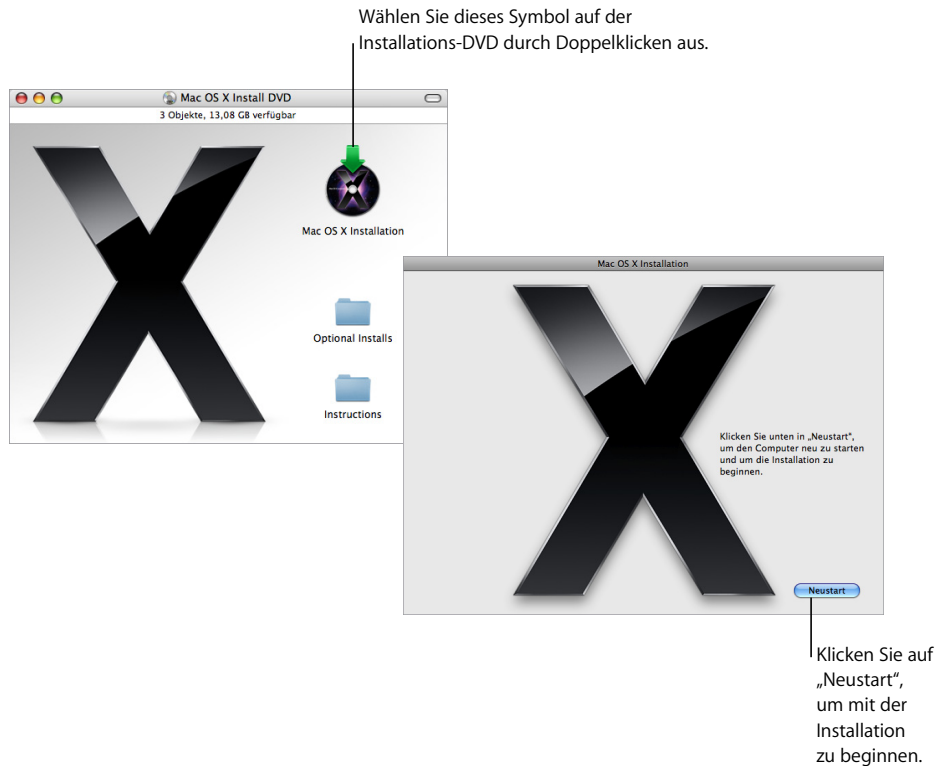 Wählen Sie dieses Symbol auf der
Installations-DVD durch Doppelklicken aus.
Mac OS X Install DVD
3 Objekte, 13,08 GB verfügbar
Mac OS X Installation
Optional Installs
Instructions
Mac OS X Installation
Klicken Sie unten in „Neustart“,
um den Computer neu zu starten
und um die Installation zu
beginnen.
Neustart
Klicken Sie auf
„Neustart“,
um mit der
Installation
zu beginnen.